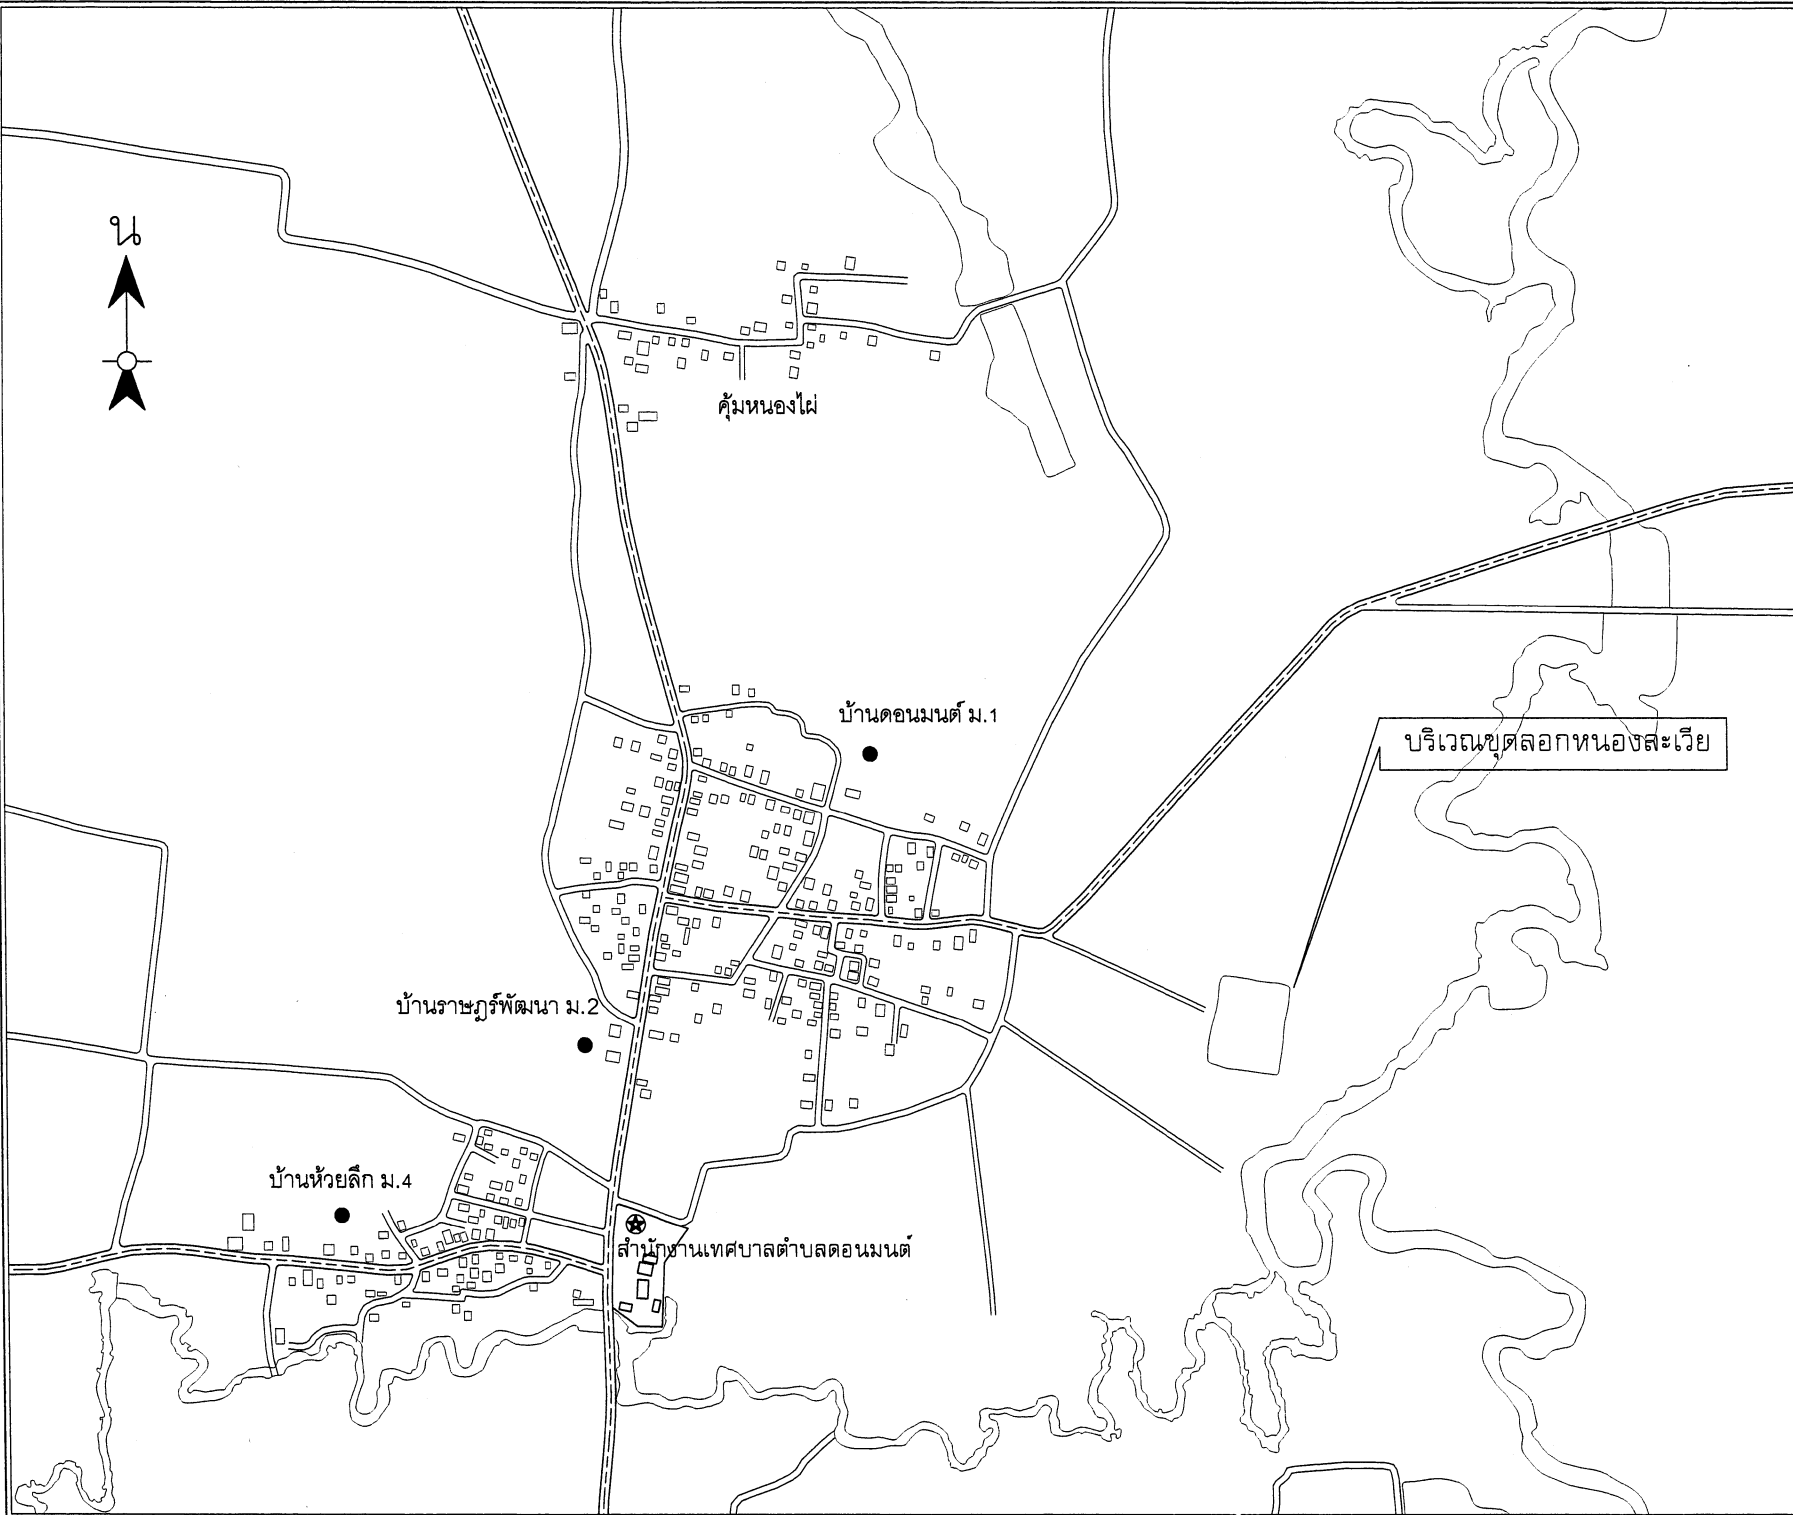 น
คุ้มหนองไผ่
บ้านดอนมนต์ ม.1
บริเวณขุดลอกหนองสะเวีย
บ้านราษฎร์พัฒนา ม.2
บ้านห้วยลึก ม.4
สำนักงานเทศบาลตำบลดอนมนต์